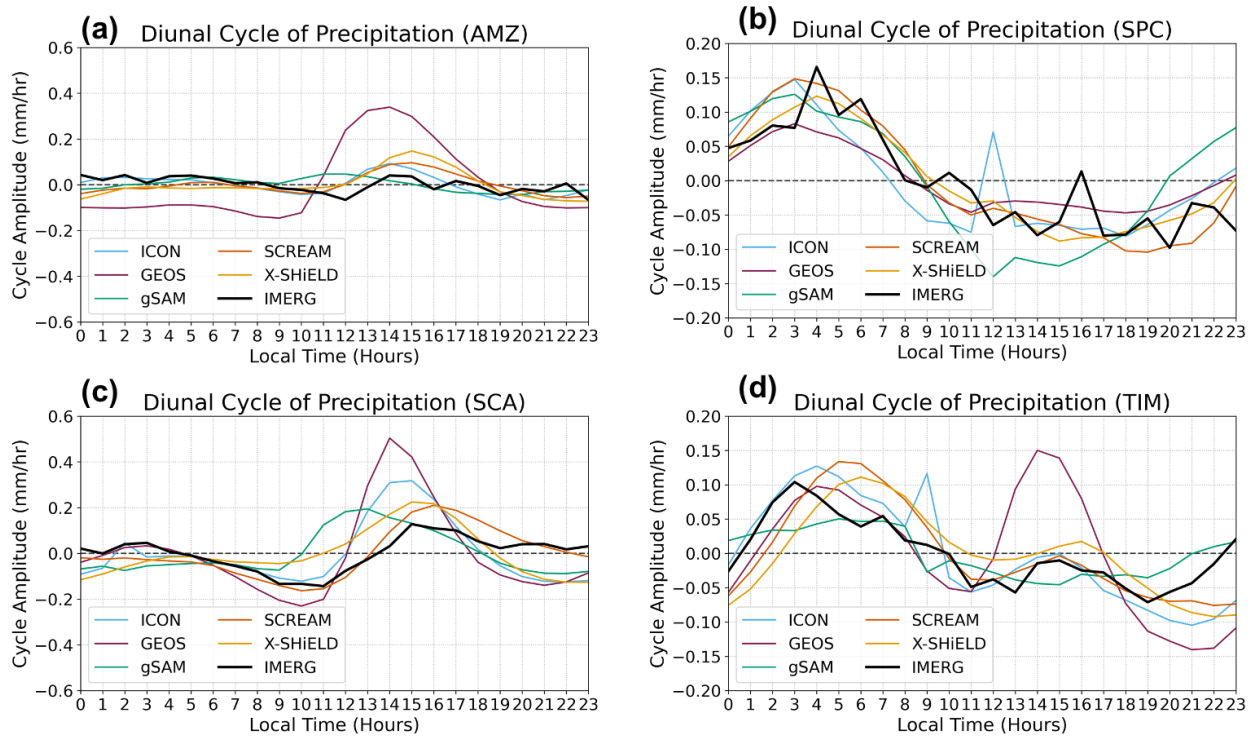 (a)
Diunal Cycle of Precipitation (AMZ)
Cycle Amplitude (mm/hr)
0.6
0.4
0.2
0.0
−0.2
−0.4
−0.6
ICON
GEOS
gSAM
SCREAM
X-SHiELD
IMERG
0 1 2 3 4 5 6 7 8 9 10 11 12 13 14 15 16 17 18 19 20 21 22 23
Local Time (Hours)
(b)
Diunal Cycle of Precipitation (SPC)
Cycle Amplitude (mm/hr)
0.20
0.15
0.10
0.05
0.00
−0.05
−0.10
−0.15
−0.20
ICON
GEOS
gSAM
SCREAM
X-SHiELD
IMERG
0 1 2 3 4 5 6 7 8 9 10 11 12 13 14 15 16 17 18 19 20 21 22 23
Local Time (Hours)
(c)
Diunal Cycle of Precipitation (SCA)
Cycle Amplitude (mm/hr)
0.6
0.4
0.2
0.0
−0.2
−0.4
−0.6
ICON
GEOS
gSAM
SCREAM
X-SHiELD
IMERG
0 1 2 3 4 5 6 7 8 9 10 11 12 13 14 15 16 17 18 19 20 21 22 23
Local Time (Hours)
(d)
Diunal Cycle of Precipitation (TIM)
Cycle Amplitude (mm/hr)
0.20
0.15
0.10
0.05
0.00
−0.05
−0.10
−0.15
−0.20
ICON
GEOS
gSAM
SCREAM
X-SHiELD
IMERG
0 1 2 3 4 5 6 7 8 9 10 11 12 13 14 15 16 17 18 19 20 21 22 23
Local Time (Hours)